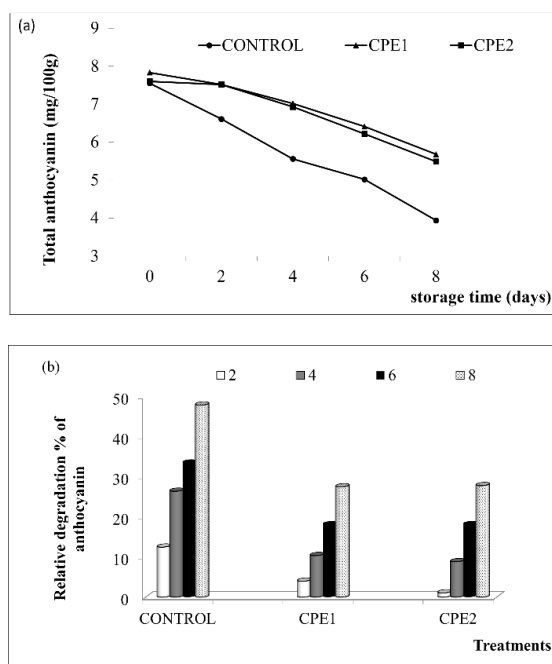 (a)
9
8
7
6
5
4
3
Total anthocyanin (mg/100g)
CONTROL CPE1 CPE2
0 2 4 6 8
storage time (days)
(b)
2 4 6 8
50
40
30
20
10
0
Relative degradation % of
anthocyanin
CONTROL CPE1 CPE2
Treatments